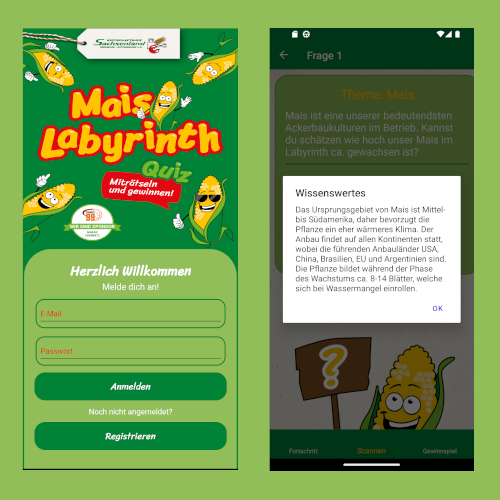 Sachsenland
Mais
Labyrinth
Quiz
Miträtseln
und gewinnen!
99
WIR SIND SPONSOR
Herzlich Willkommen
Melde dich an!
E-Mail
Passwort
Anmelden
Noch nicht angemeldet?
Registrieren
Frage 1
Thema: Mais
Mais ist eine unserer bedeutendsten
Ackerbaukulturen im Betrieb. Kannst
du schätzen wie hoch unser Mais im
Labyrinth ca. gewachsen ist?
Wissenswertes
Das Ursprungsgebiet von Mais ist Mittel-
bis Südamerika, daher bevorzugt die
Pflanze ein eher wärmeres Klima. Der
Anbau findet auf allen Kontinenten statt,
wobei die führenden Anbauländer USA,
China, Brasilien, EU und Argentinien sind.
Die Pflanze bildet während der Phase
des Wachstums ca. 8-14 Blätter, welche
sich bei Wassermangel einrollen.
OK
?
Fortschritt
Scannen
Gewinnspiel